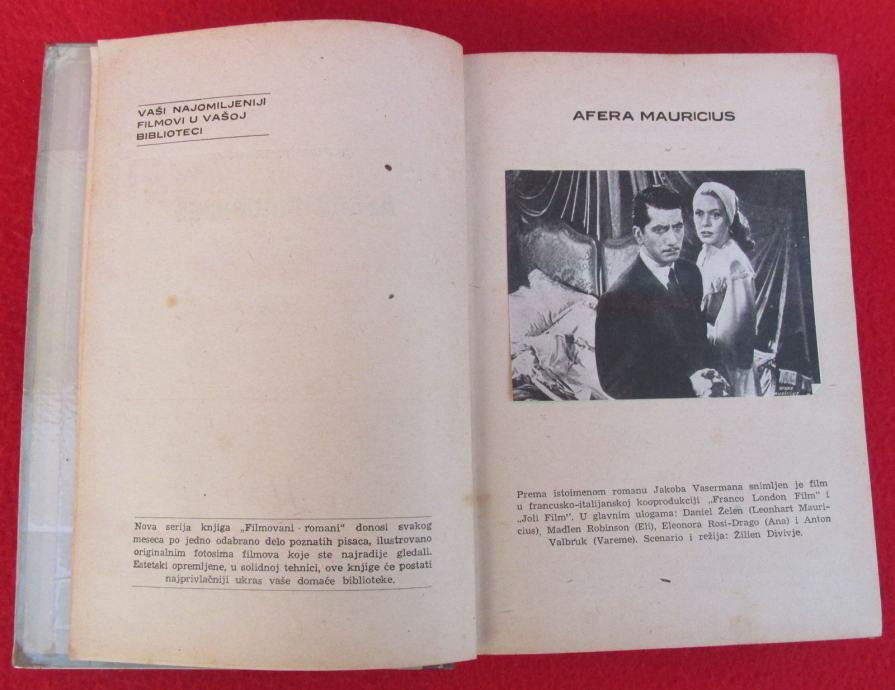 VAŠI NAJOMILJENIJI
FILMOVI U VAŠOJ
BIBLIOTECI
Nova serija knjiga „Filmovani romani“ donosi svakog
meseca po jedno odabrano delo poznatih pisaca, ilustrovano
originalnim fotosima filmova koje ste najradije gledali.
Estetski opremljene, u solidnoj tehnici, ove knjige će postati
najprivlačniji ukras vaše domaće biblioteke.
AFERA MAURICIUS
Prema istoimenom romanu Jakoba Vasermana snimljen je film
u francusko-italijanskoj kooprodukciji „Franco London Film“ i
„Joli Film“. U glavnim ulogama: Daniel Želen (Leonhart Mauri-
cius), Madlen Robinson (Eli), Eleonora Rosi-Drago (Ana) i Anton
Valbruk (Vareme). Scenario i režija: Žilien Divivje.